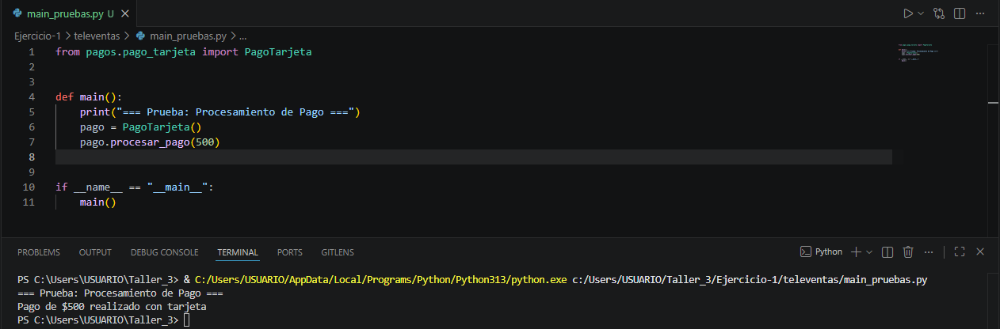 main_pruebas.py U
Ejercicio-1 > televentas > main_pruebas.py > ...
1 from pagos.pago_tarjeta import PagoTarjeta
2
3
4 def main():
5 print("=== Prueba: Procesamiento de Pago ===")
6 pago = PagoTarjeta()
7 pago.procesar_pago(500)
8
9
10 if __name__ == "__main__":
11 main()
PROBLEMS OUTPUT DEBUG CONSOLE TERMINAL PORTS GITLENS Python
PS C:\Users\USUARIO\Taller_3> & C:/Users/USUARIO/AppData/Local/Programs/Python/Python313/python.exe c:/Users/USUARIO/Taller_3/Ejercicio-1/televentas/main_pruebas.py
=== Prueba: Procesamiento de Pago ===
Pago de $500 realizado con tarjeta
PS C:\Users\USUARIO\Taller_3>